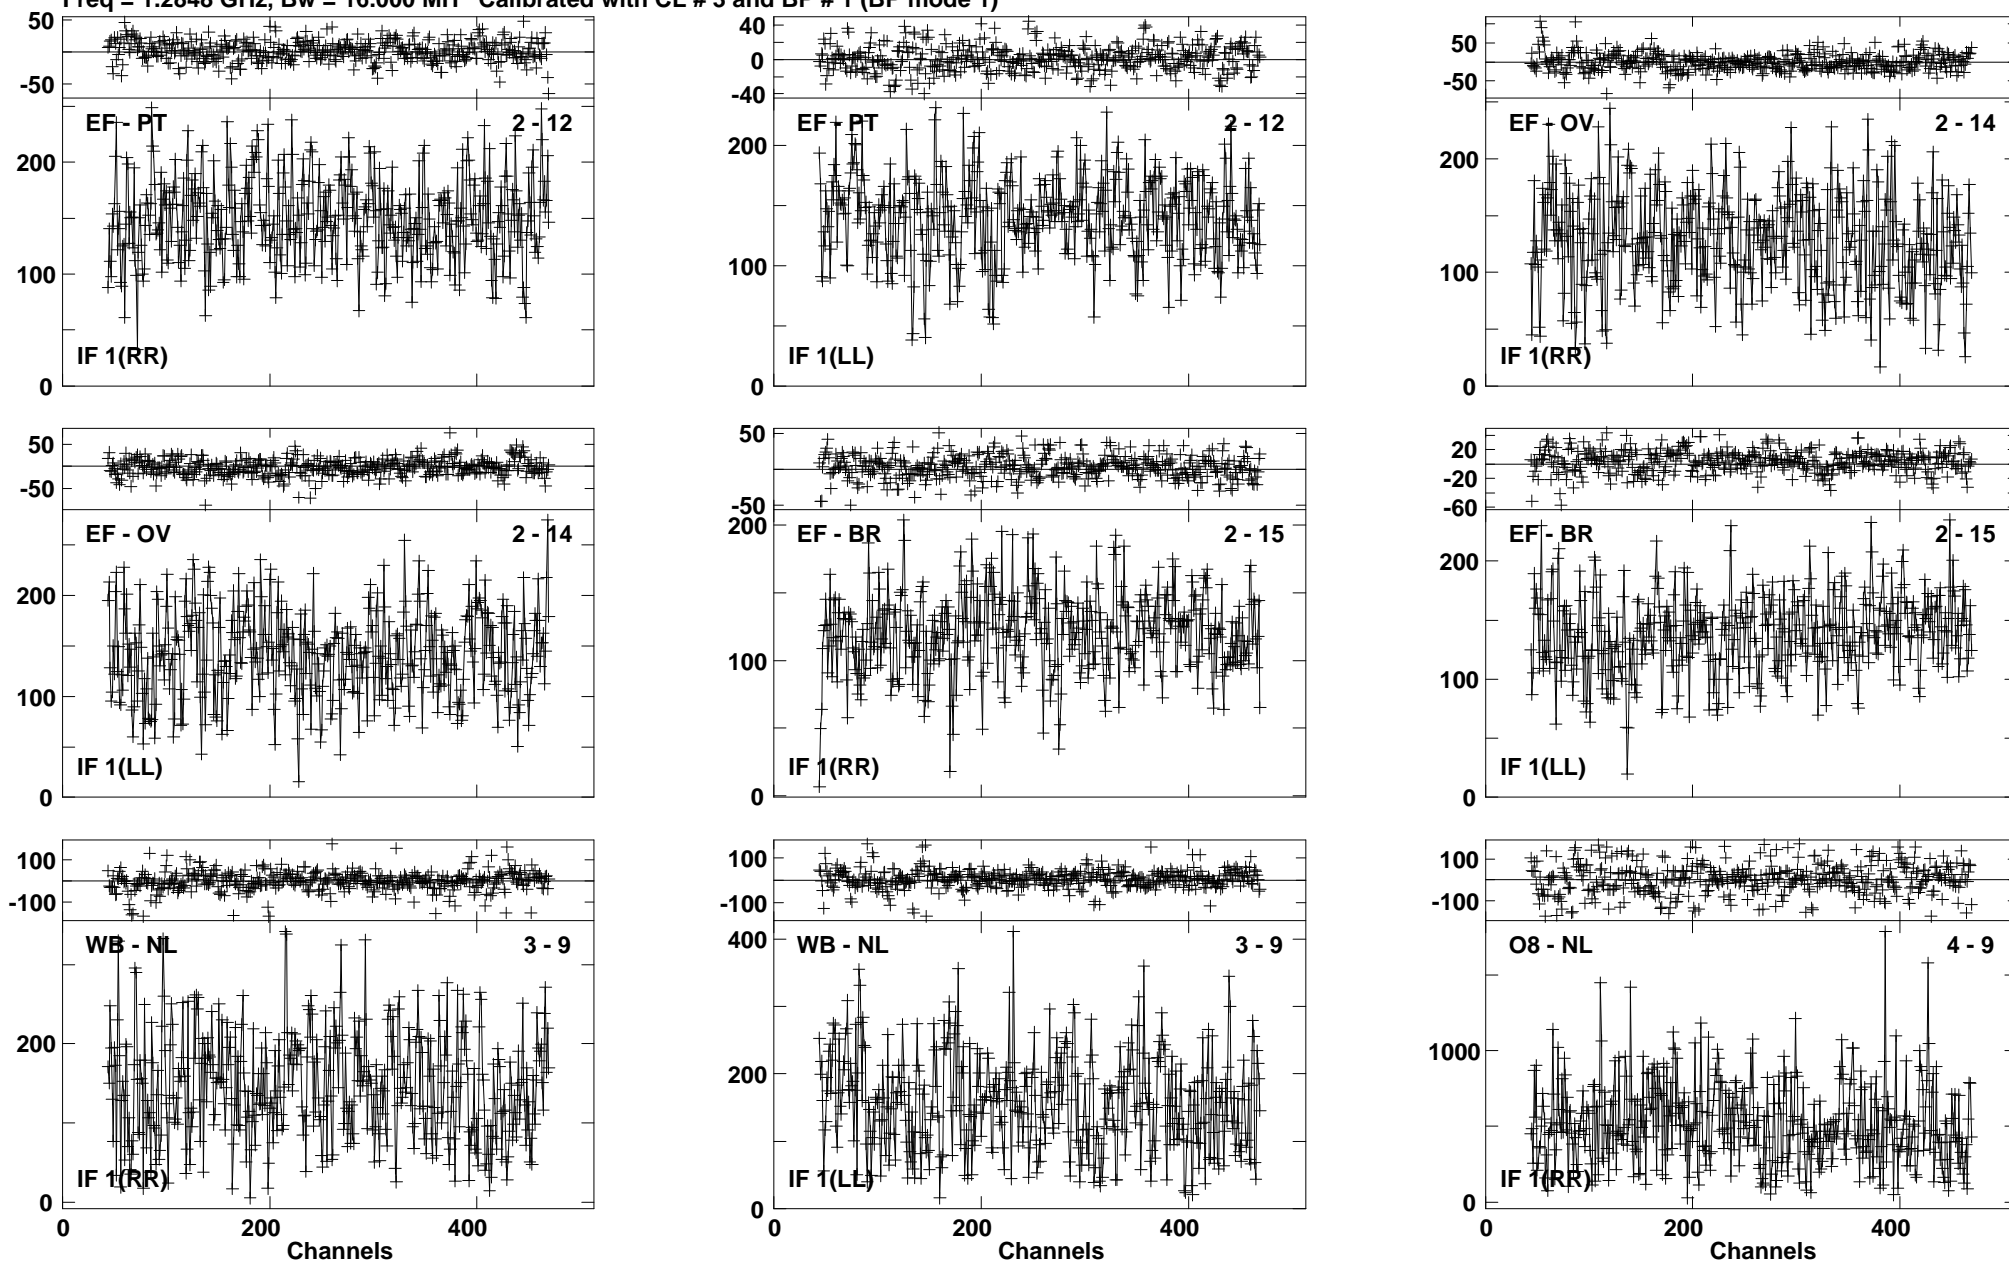 Freq = 1.2848 GHz, Bw = 16.000 MH Calibrated with CL # 3 and BP # 1 (BP mode 1)
50
-50
EF - PT 2 - 12
200
100
IF 1(RR)
0
40
0
-40
EF - PT 2 - 12
200
100
IF 1(LL)
0
50
-50
EF - OV 2 - 14
200
100
IF 1(RR)
0
50
-50
EF - OV 2 - 14
200
100
IF 1(LL)
0
50
-50
EF - BR 2 - 15
200
100
IF 1(RR)
0
20
-20
-60
EF - BR 2 - 15
200
100
IF 1(LL)
0
100
-100
WB - NL 3 - 9
200
IF 1(RR)
0
0 200 400
Channels
100
-100
WB - NL 3 - 9
400
200
IF 1(LL)
0
200 400
100
-100
O8 - NL 4 - 9
1000
IF 1(RR)
0
0 200 400
Channels